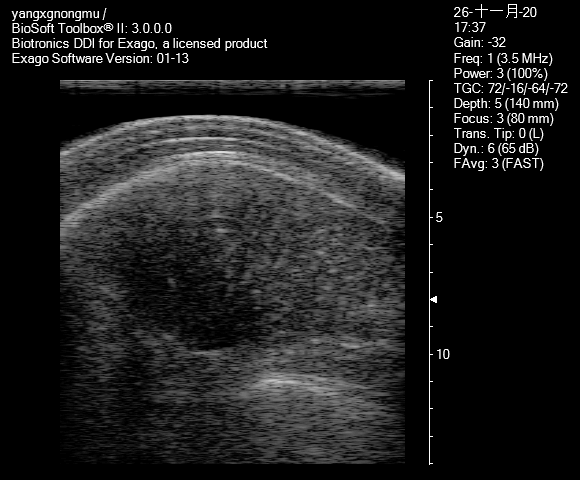 yangxgnongmu /
BioSoft Toolbox® II: 3.0.0.0
Biotronics DDI for Exago, a licensed product
Exago Software Version: 01-13
26-十一月-20
17:37
Gain: -32
Freq: 1 (3.5 MHz)
Power: 3 (100%)
TGC: 72/-16/-64/-72
Depth: 5 (140 mm)
Focus: 3 (80 mm)
Trans. Tip: 0 (L)
Dyn.: 6 (65 dB)
FAvg: 3 (FAST)
5
10